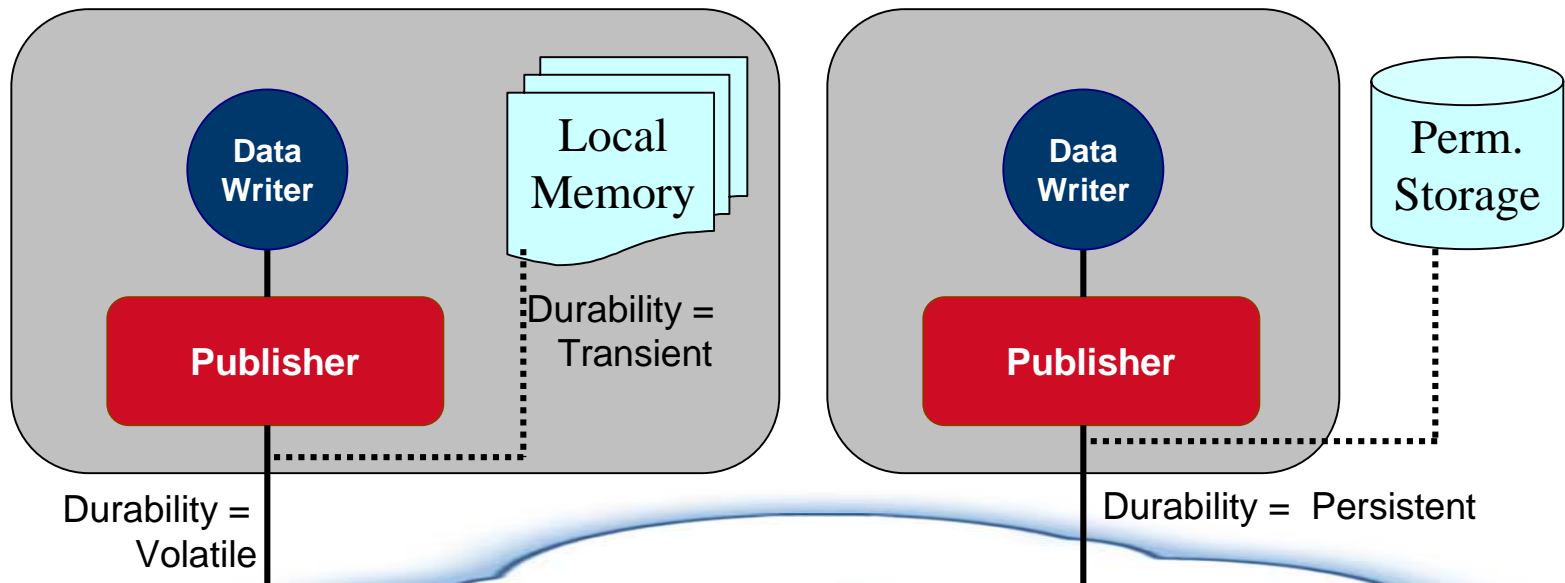 Data
Writer
Local
Memory
Publisher
Durability =
Transient
Durability =
Volatile
Data
Writer
Perm.
Storage
Publisher
Durability = Persistent